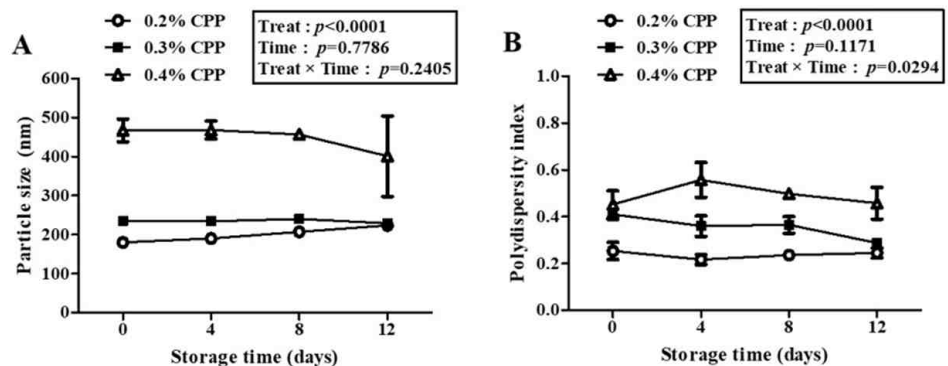 A
0.2% CPP
0.3% CPP
0.4% CPP
Treat : p<0.0001
Time : p=0.7786
Treat × Time : p=0.2405
Particle size (nm)
600
500
400
300
200
100
0
0 4 8 12
Storage time (days)
B
0.2% CPP
0.3% CPP
0.4% CPP
Treat : p<0.0001
Time : p=0.1171
Treat × Time : p=0.0294
Polydispersity index
1.0
0.8
0.6
0.4
0.2
0.0
0 4 8 12
Storage time (days)